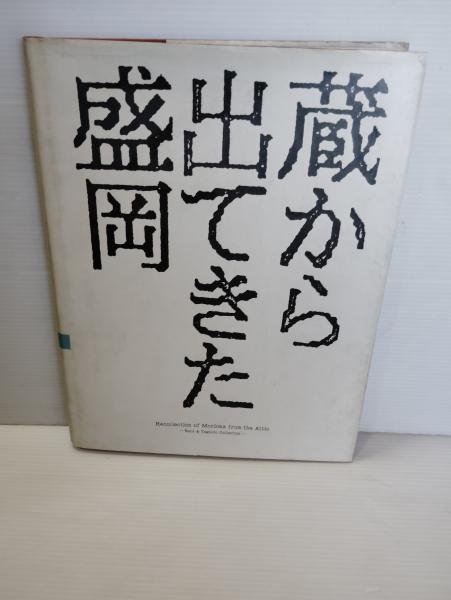 蔵から
出てきた
盛岡
Recollection of Morioka from the Attic